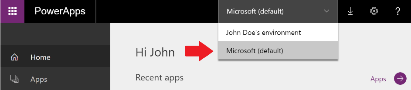 PowerApps
Microsoft (default)
?
John Doe's environment
Home
Hi John
Microsoft (default)
Apps
Recent apps
Apps